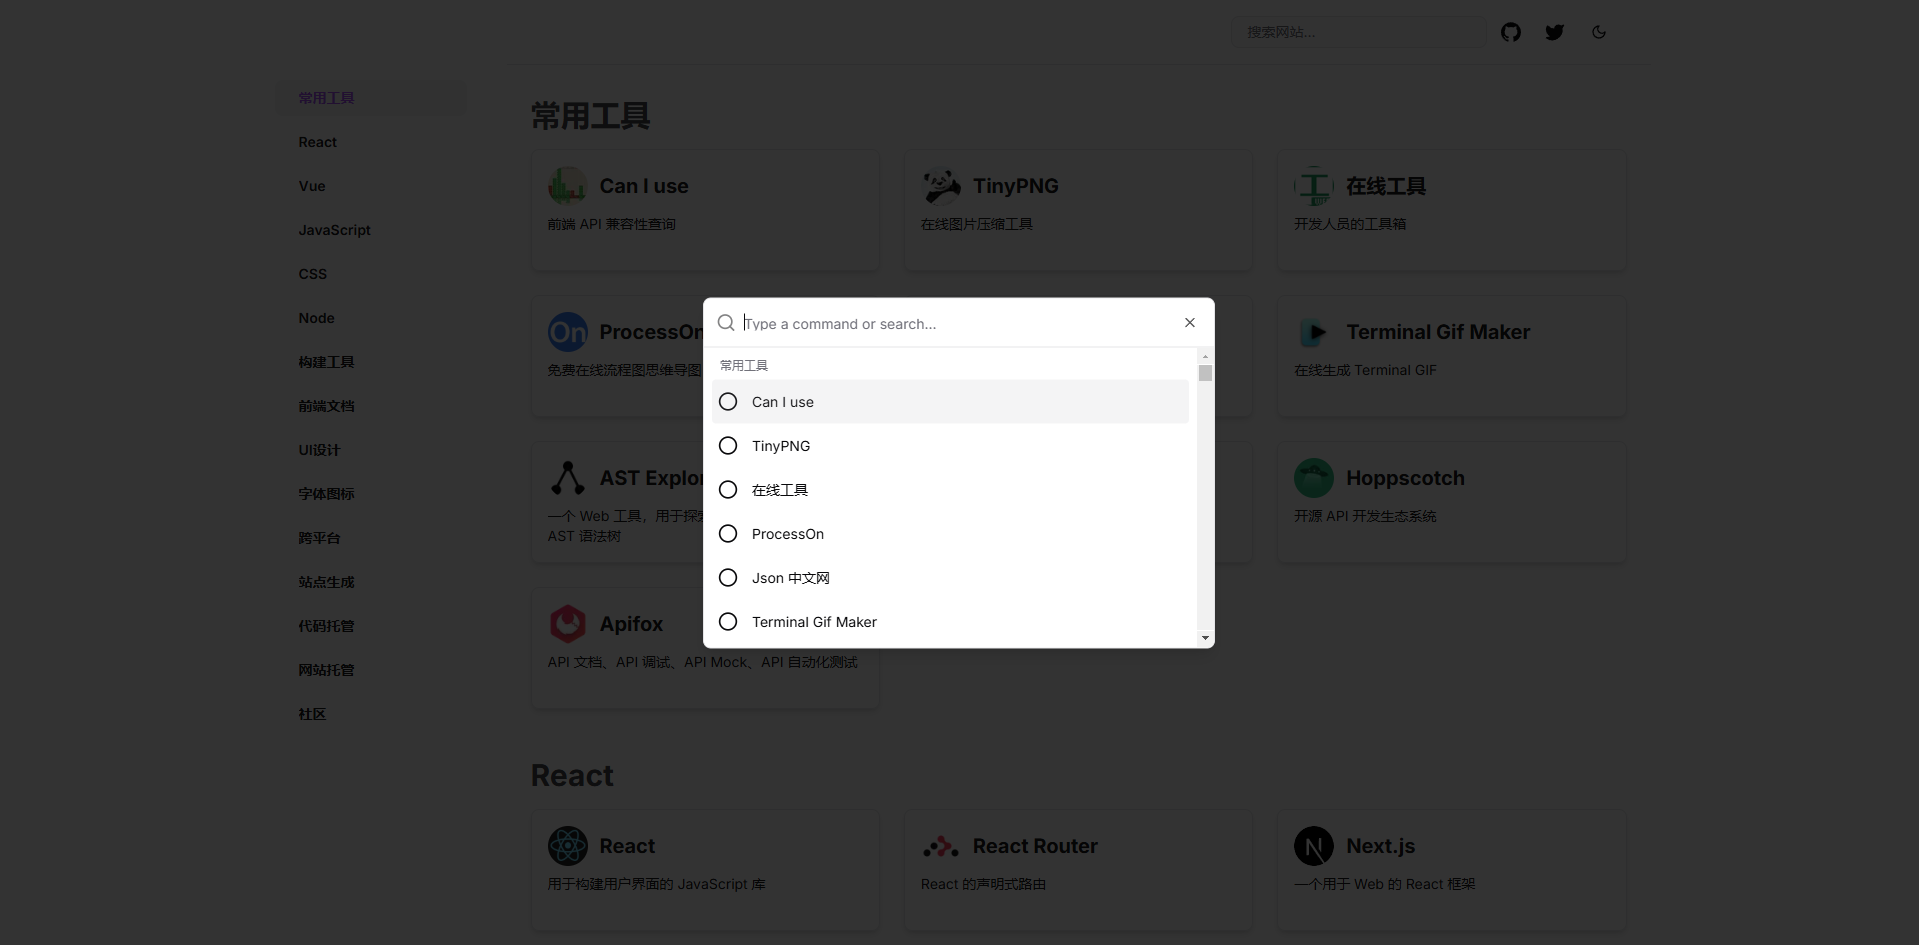 搜索网站...
常用工具
React
Vue
JavaScript
CSS
Node
构建工具
前端文档
UI设计
字体图标
跨平台
站点生成
代码托管
网站托管
社区
常用工具
Can I use
前端 API 兼容性查询
TinyPNG
在线图片压缩工具
工
在线工具
开发人员的工具箱
On
ProcessOn
免费在线流程图思维导图
Terminal Gif Maker
在线生成 Terminal GIF
AST Explor
一个 Web 工具，用于探索
AST 语法树
Hoppscotch
开源 API 开发生态系统
Apifox
API 文档、API 调试、API Mock、API 自动化测试
Type a command or search...
常用工具
Can I use
TinyPNG
在线工具
ProcessOn
Json 中文网
Terminal Gif Maker
React
React
用于构建用户界面的 JavaScript 库
React Router
React 的声明式路由
N
Next.js
一个用于 Web 的 React 框架